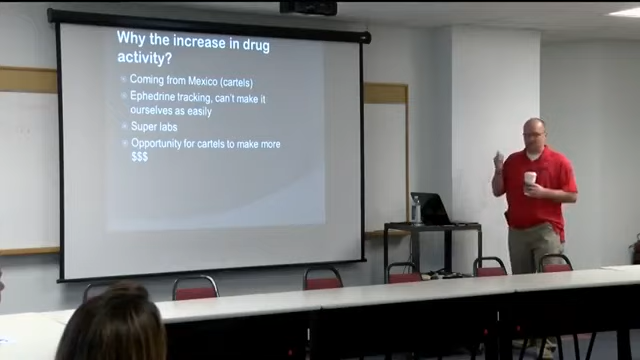 Why the increase in drug
activity?
Coming from Mexico (cartels)
Ephedrine tracking, can't make it
ourselves as easily
Super labs
Opportunity for cartels to make more
$$$